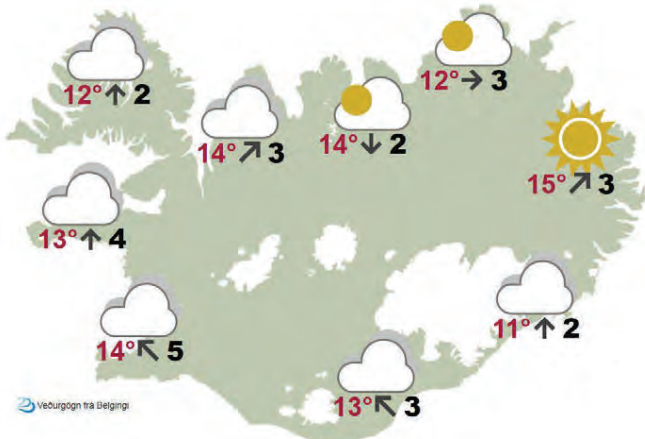 12° ↑ 2
12° → 3
14° ↗ 3
14° ↓ 2
15° ↗ 3
13° ↑ 4
11° ↑ 2
14° ↖ 5
13° ↖ 3
Veðurgögn frá Belgingi